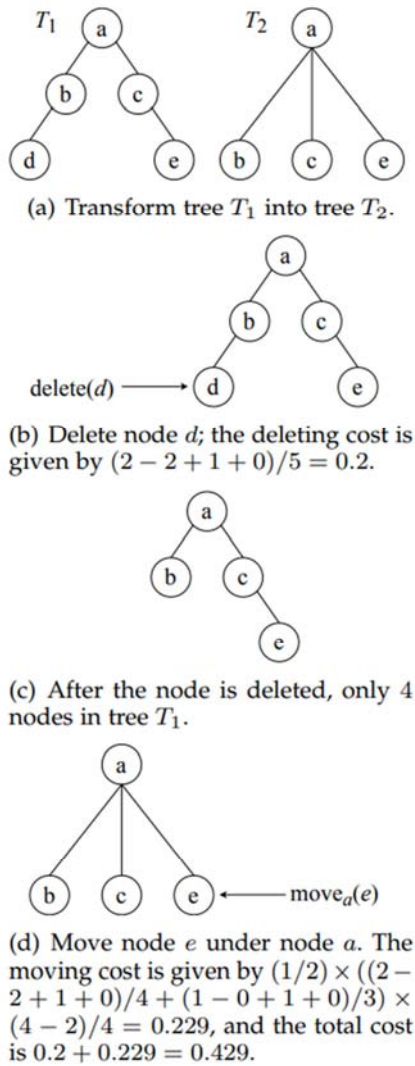 T1 a T2 a
b c
d e b c e
(a) Transform tree T1 into tree T2.
a
b c
delete(d) d e
(b) Delete node d; the deleting cost is
given by (2 − 2 + 1 + 0)/5 = 0.2.
a
b c
e
(c) After the node is deleted, only 4
nodes in tree T1.
a
b c e movea(e)
(d) Move node e under node a. The
moving cost is given by (1/2) × ((2 −
2 + 1 + 0)/4 + (1 − 0 + 1 + 0)/3) ×
(4 − 2)/4 = 0.229, and the total cost
is 0.2 + 0.229 = 0.429.